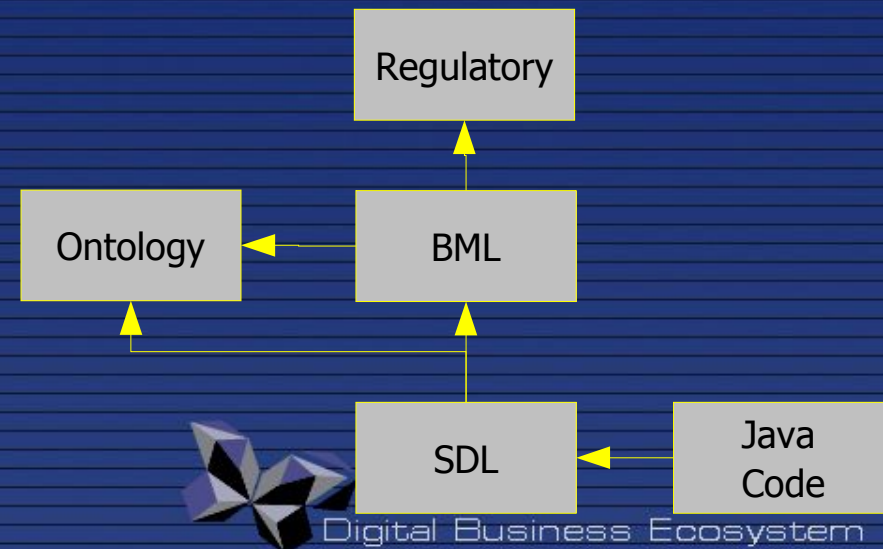 Regulatory
Ontology
BML
SDL
Java
Code
Digital Business Ecosystem